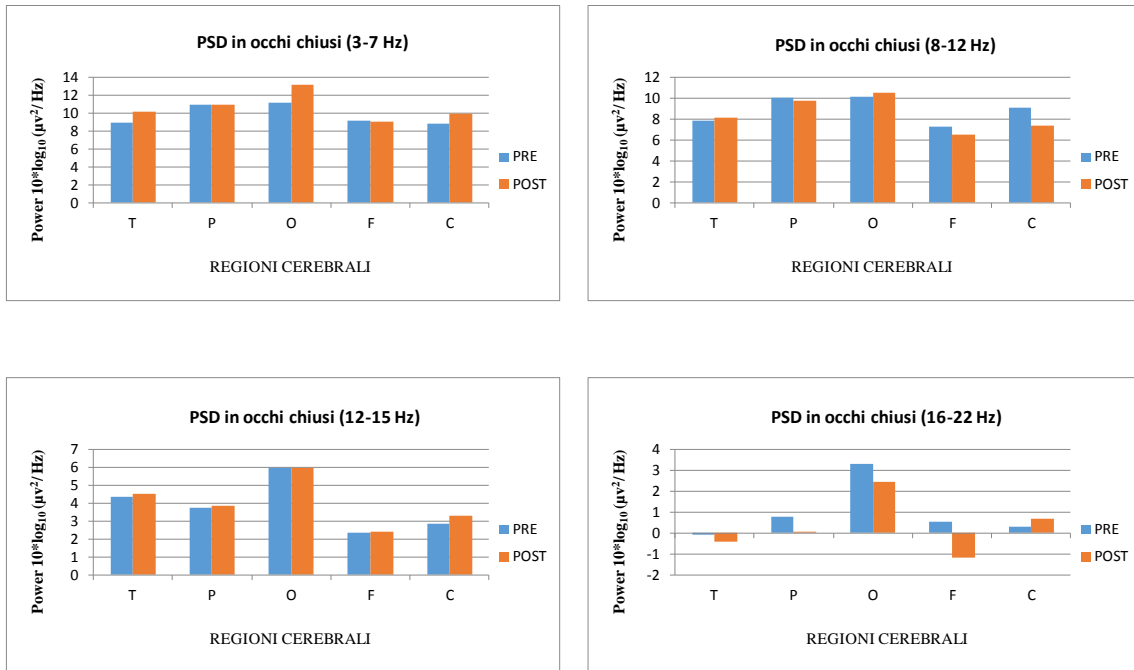 PSD in occhi chiusi (3-7 Hz)
Power 10*log₁₀ (µv²/ Hz)
14
12
10
8
6
4
2
0
T P O F C
REGIONI CEREBRALI
PRE
POST
PSD in occhi chiusi (8-12 Hz)
Power 10*log₁₀ (µv²/ Hz)
12
10
8
6
4
2
0
T P O F C
REGIONI CEREBRALI
PRE
POST
PSD in occhi chiusi (12-15 Hz)
Power 10*log₁₀ (µv²/ Hz)
7
6
5
4
3
2
1
0
T P O F C
REGIONI CEREBRALI
PRE
POST
PSD in occhi chiusi (16-22 Hz)
Power 10*log₁₀ (µv²/ Hz)
4
3
2
1
0
-1
-2
T P O F C
REGIONI CEREBRALI
PRE
POST